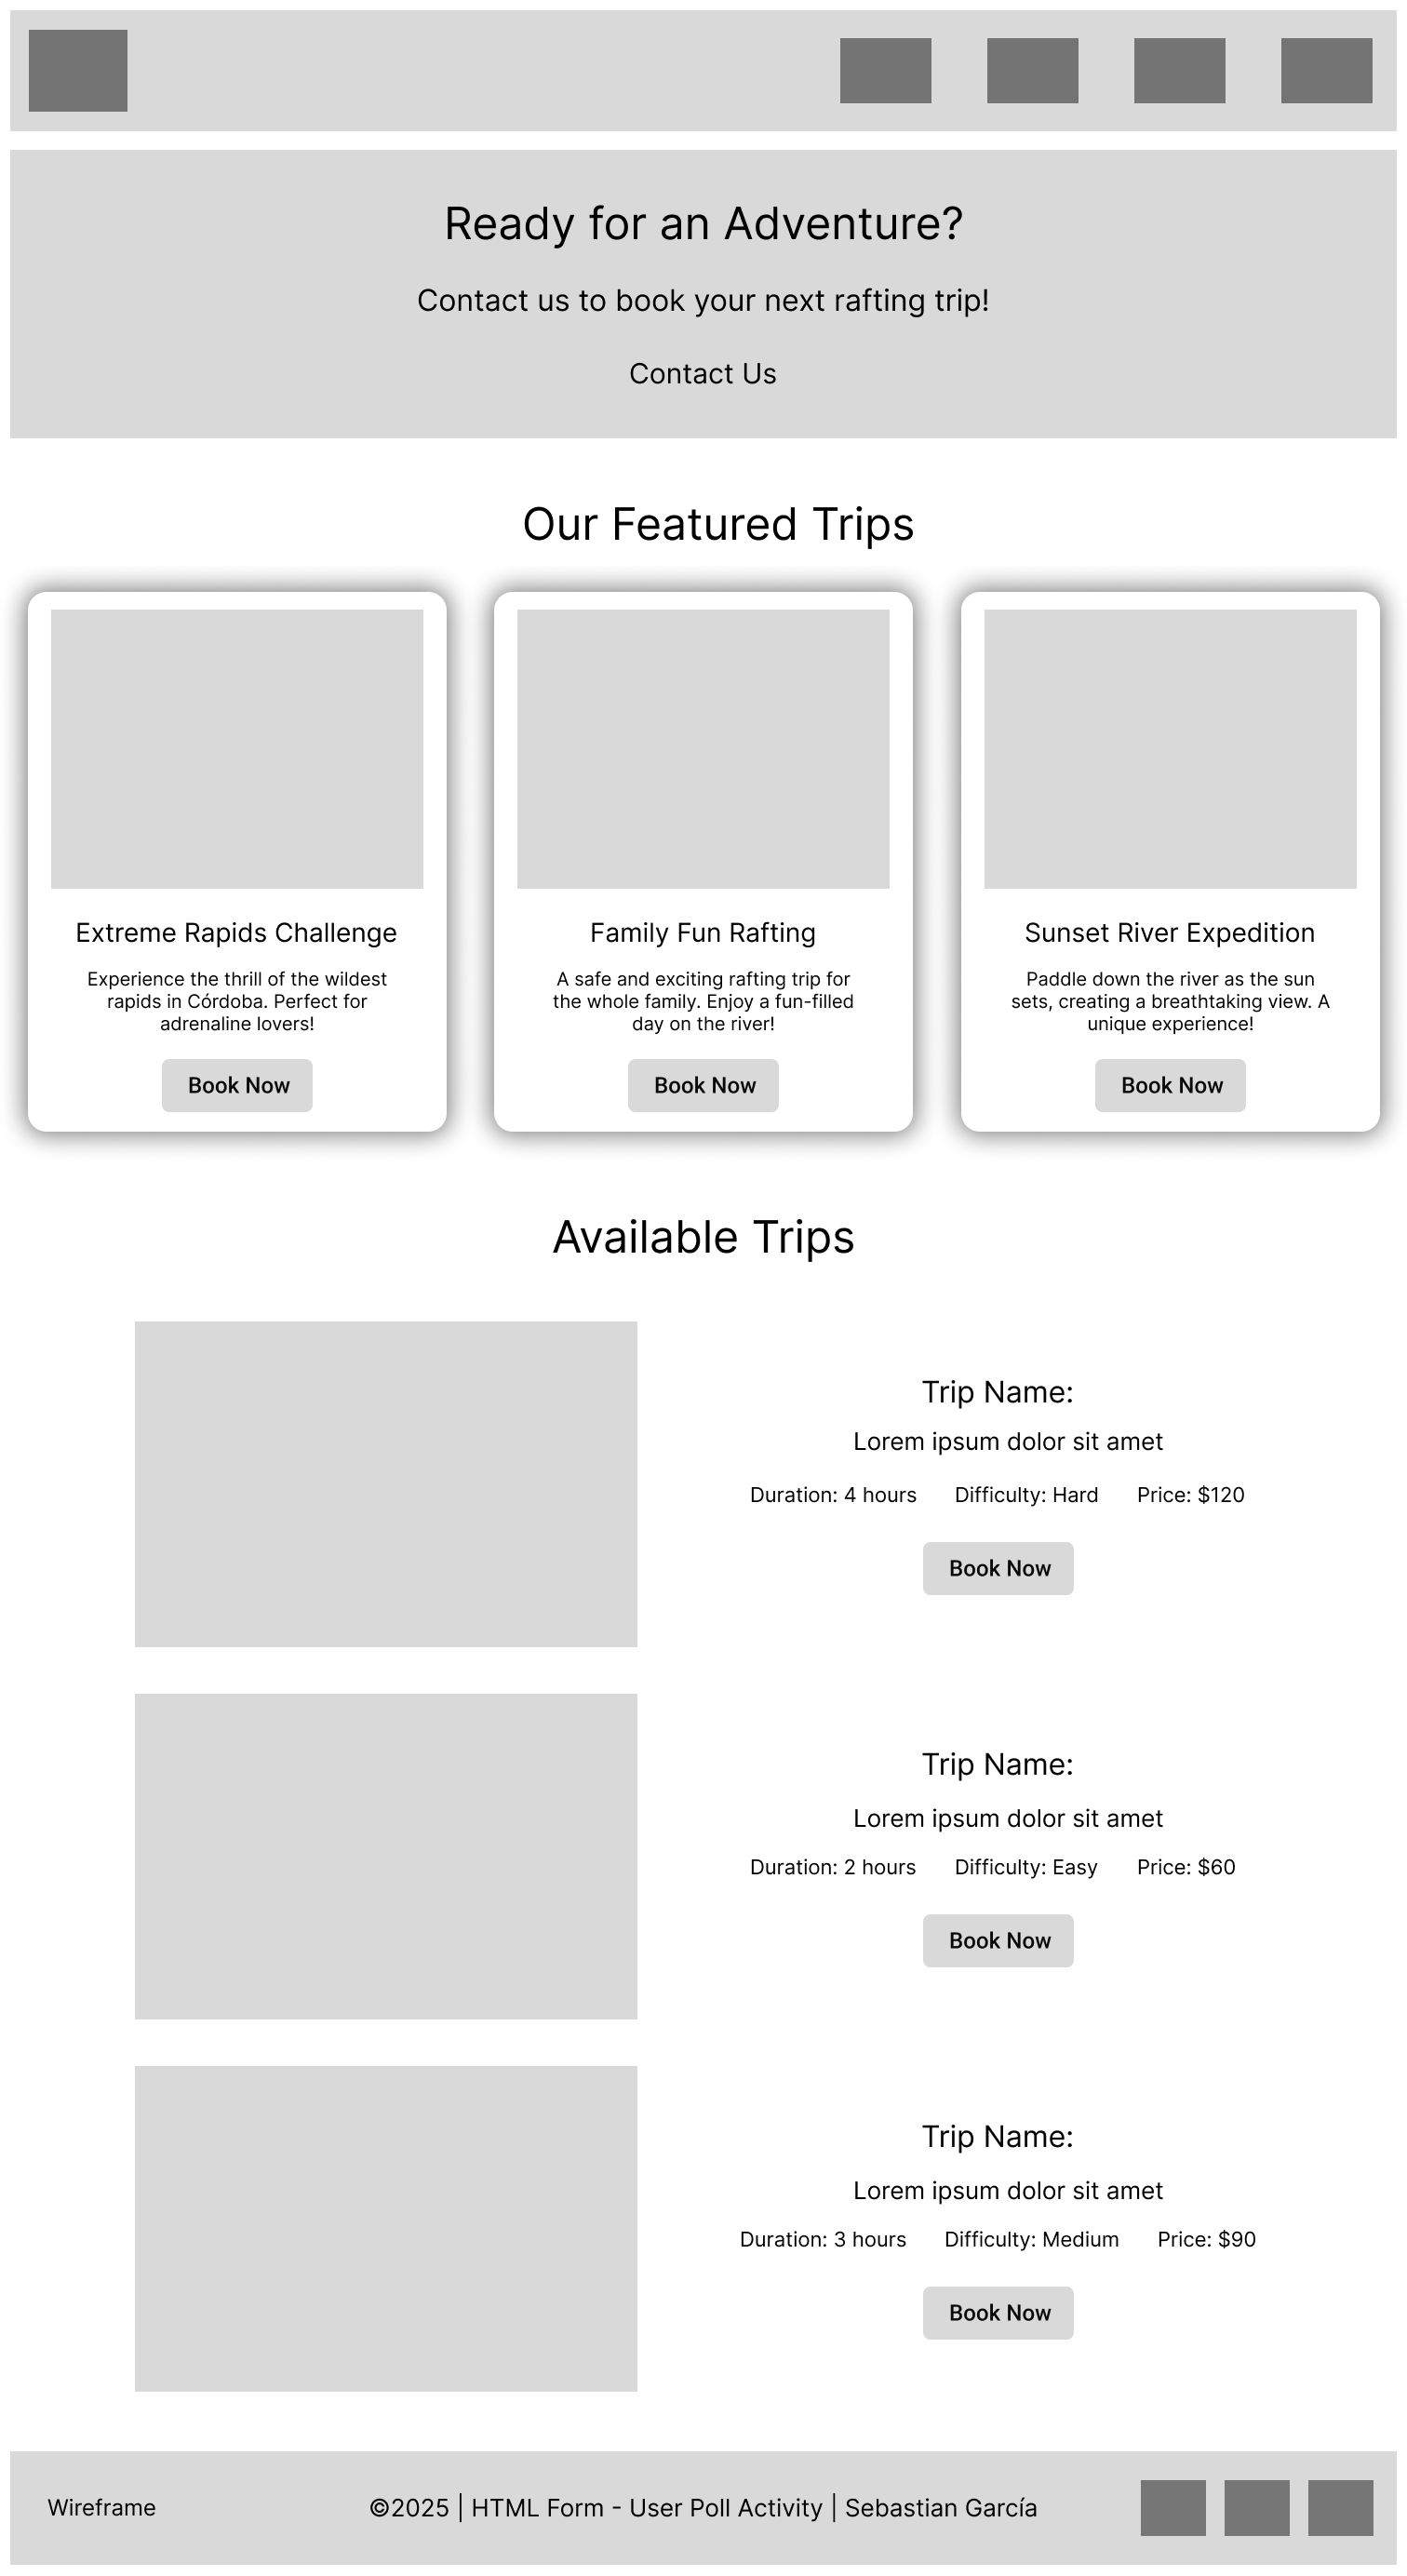 Ready for an Adventure?
Contact us to book your next rafting trip!
Contact Us
Our Featured Trips
Extreme Rapids Challenge
Experience the thrill of the wildest
rapids in Córdoba. Perfect for
adrenaline lovers!
Book Now
Family Fun Rafting
A safe and exciting rafting trip for
the whole family. Enjoy a fun-filled
day on the river!
Book Now
Sunset River Expedition
Paddle down the river as the sun
sets, creating a breathtaking view. A
unique experience!
Book Now
Available Trips
Trip Name:
Lorem ipsum dolor sit amet
Duration: 4 hours Difficulty: Hard Price: $120
Book Now
Trip Name:
Lorem ipsum dolor sit amet
Duration: 2 hours Difficulty: Easy Price: $60
Book Now
Trip Name:
Lorem ipsum dolor sit amet
Duration: 3 hours Difficulty: Medium Price: $90
Book Now
Wireframe ©2025 | HTML Form - User Poll Activity | Sebastian García